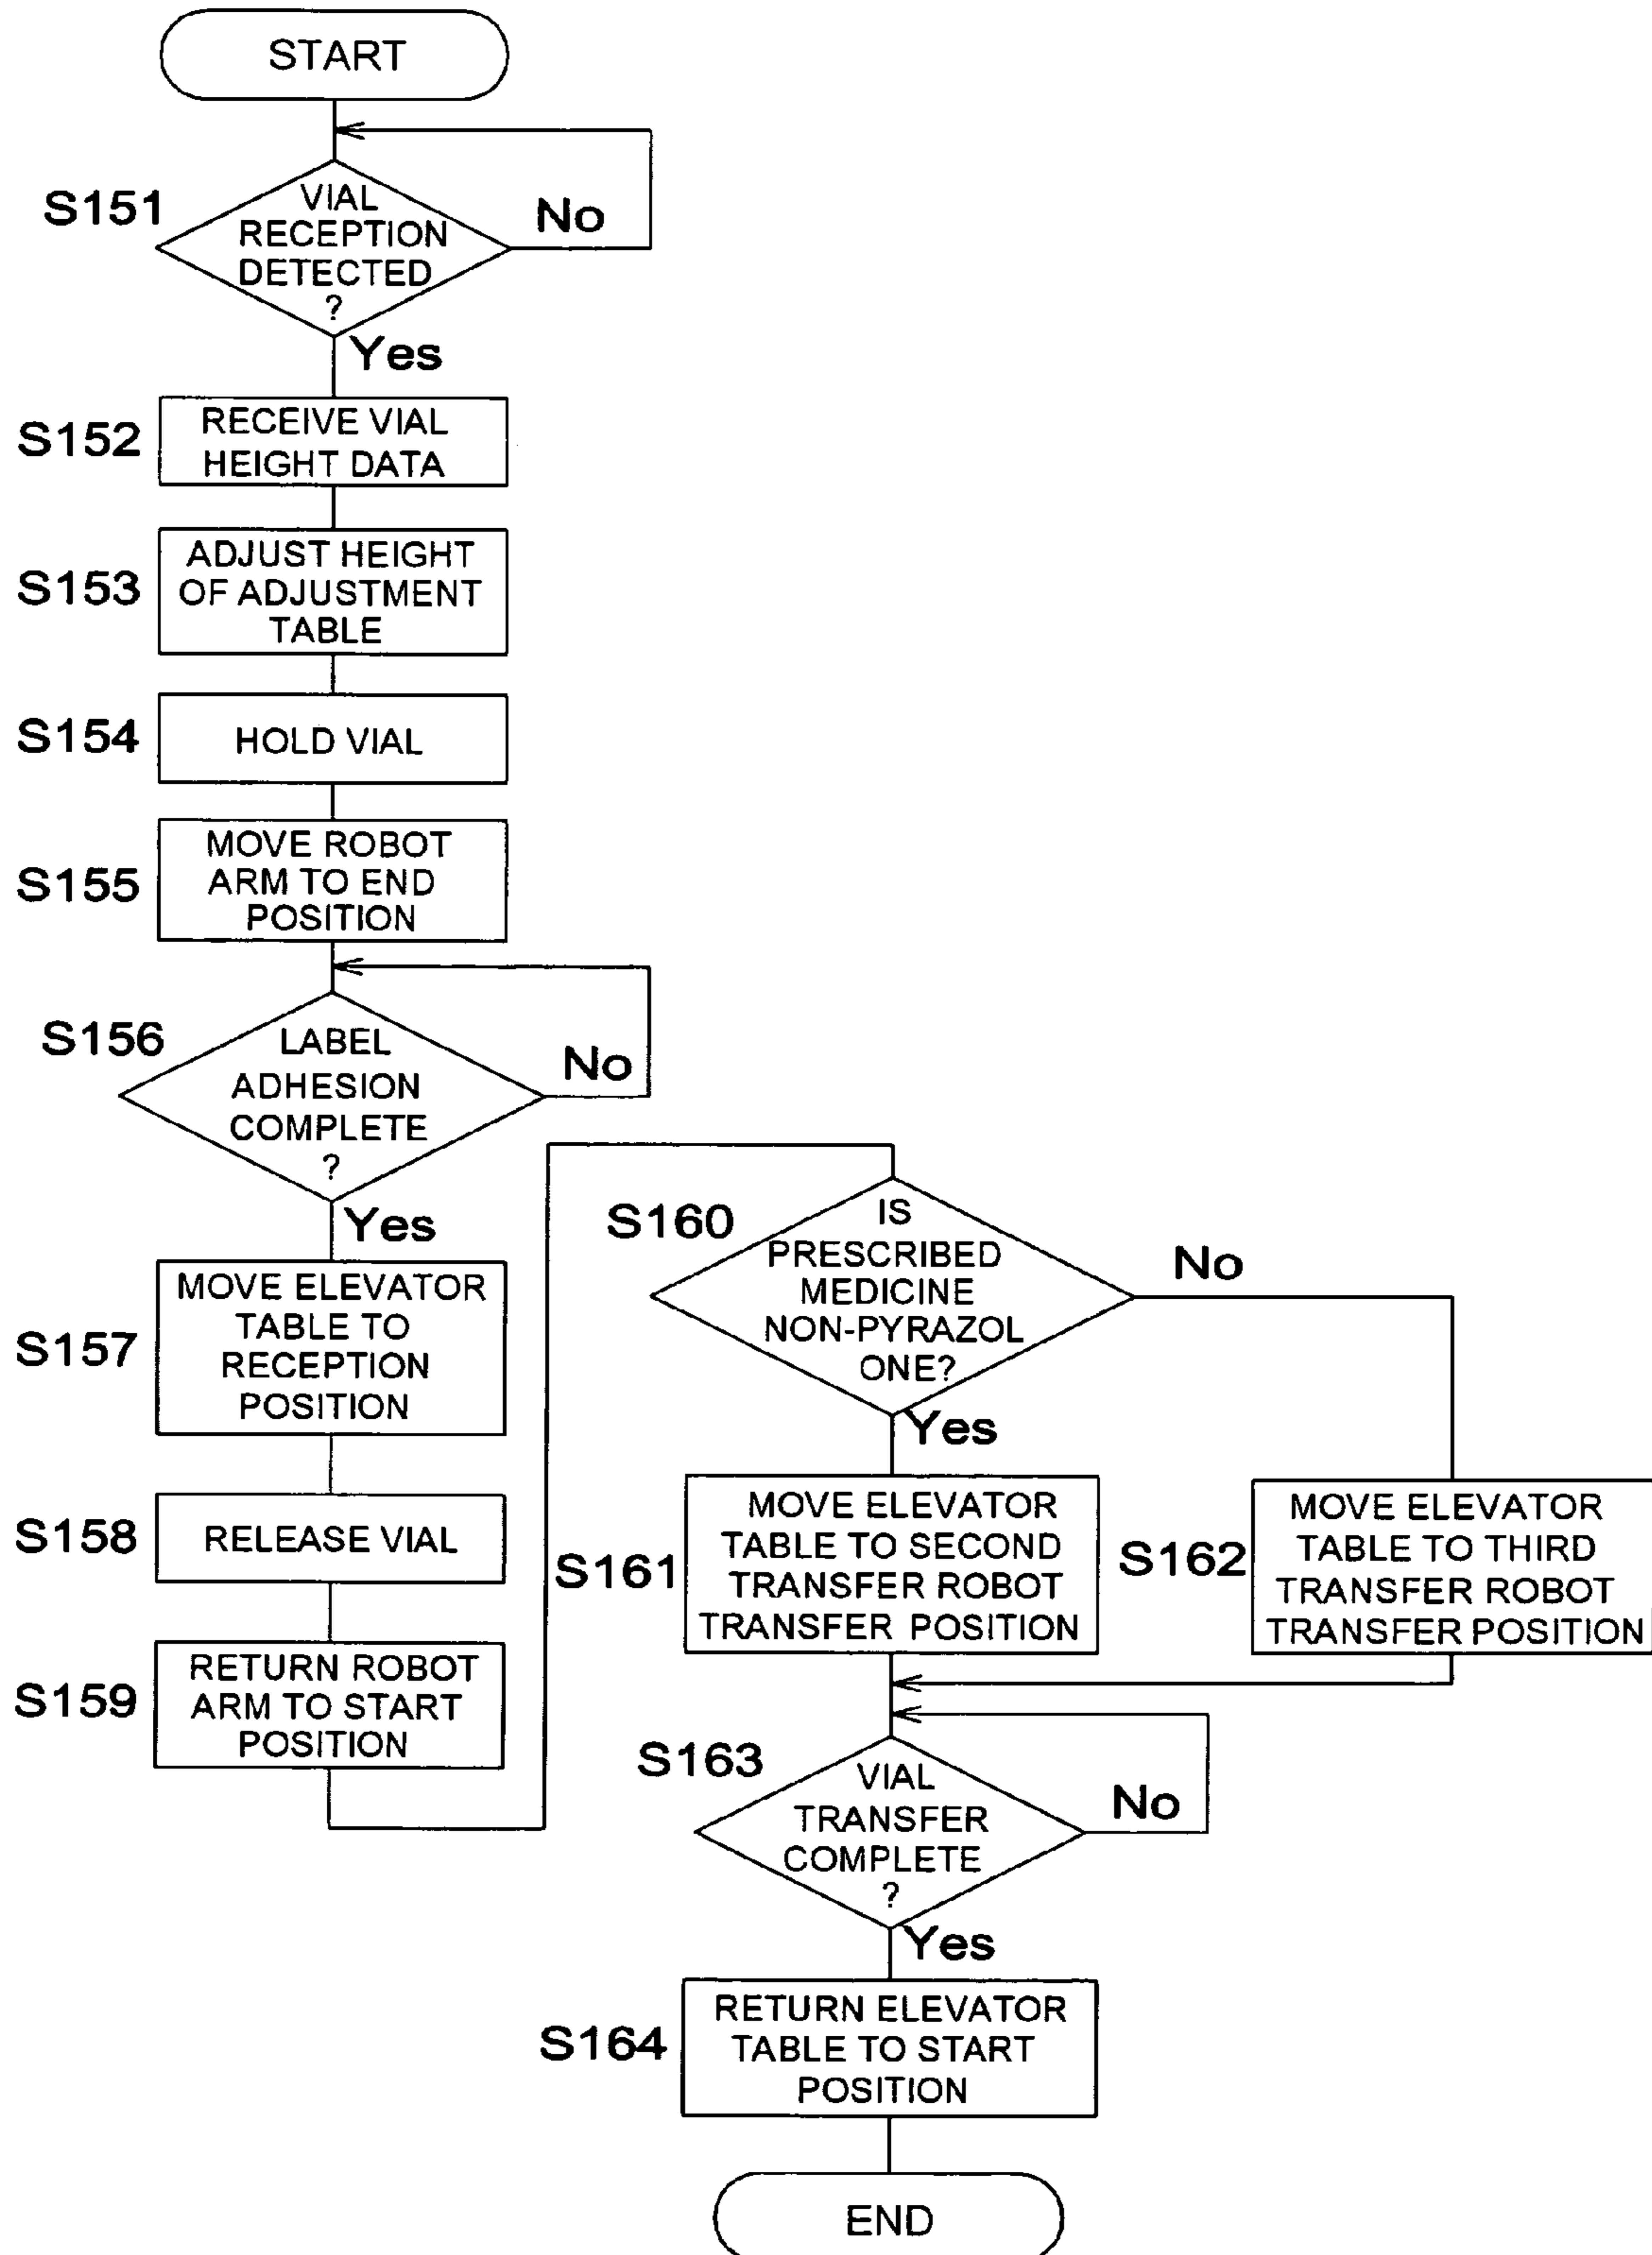 START
S151
VIAL
RECEPTION
DETECTED
?
No
Yes
S152
RECEIVE VIAL
HEIGHT DATA
S153
ADJUST HEIGHT
OF ADJUSTMENT
TABLE
S154
HOLD VIAL
S155
MOVE ROBOT
ARM TO END
POSITION
S156
LABEL
ADHESION
COMPLETE
?
No
Yes
S157
MOVE ELEVATOR
TABLE TO
RECEPTION
POSITION
S158
RELEASE VIAL
S159
RETURN ROBOT
ARM TO START
POSITION
S160
IS
PRESCRIBED
MEDICINE
NON-PYRAZOL
ONE?
No
Yes
S161
MOVE ELEVATOR
TABLE TO SECOND
TRANSFER ROBOT
TRANSFER POSITION
S162
MOVE ELEVATOR
TABLE TO THIRD
TRANSFER ROBOT
TRANSFER POSITION
S163
VIAL
TRANSFER
COMPLETE
?
No
Yes
S164
RETURN ELEVATOR
TABLE TO START
POSITION
END